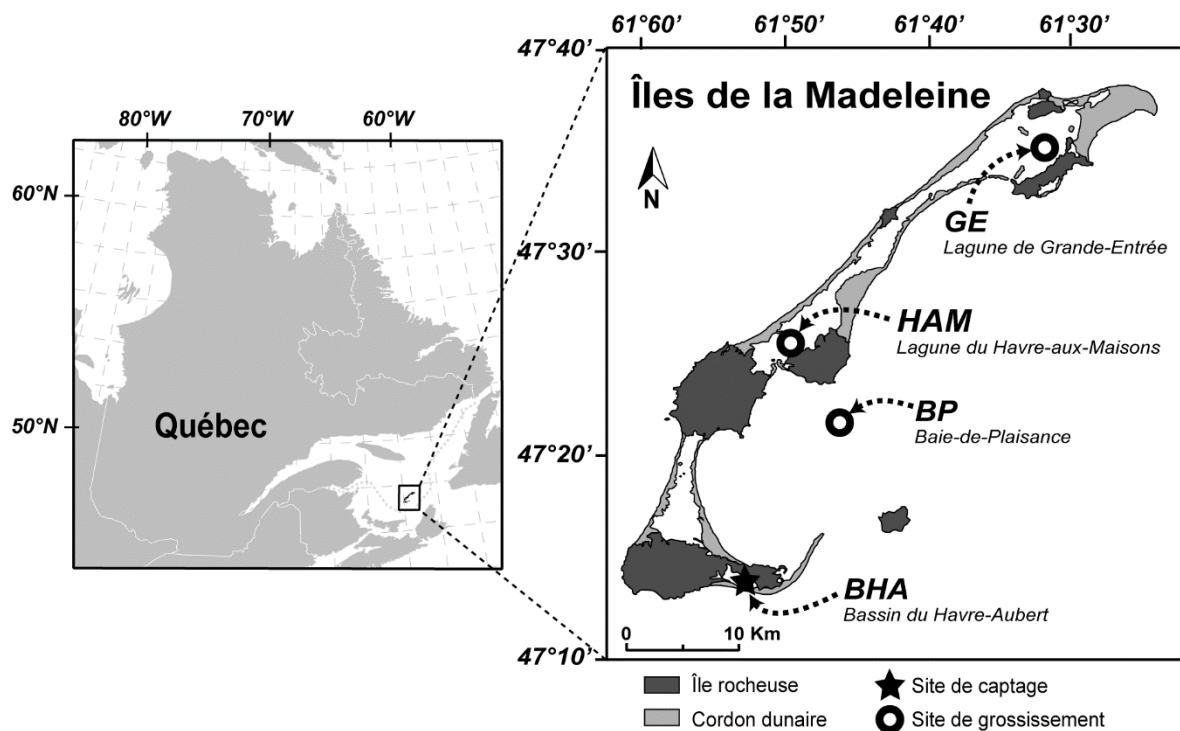 61°60’ 61°50’ 61°40’ 61°30’
47°40’
Îles de la Madeleine
80°W 70°W 60°W
N
60°N
GE
Lagune de Grande-Entrée
47°30’
HAM
Lagune du Havre-aux-Maisons
BP
Baie-de-Plaisance
50°N
Québec
47°20’
BHA
Bassin du Havre-Aubert
0 10 Km
47°10’
Île rocheuse
Site de captage
Cordon dunaire
Site de grossissement